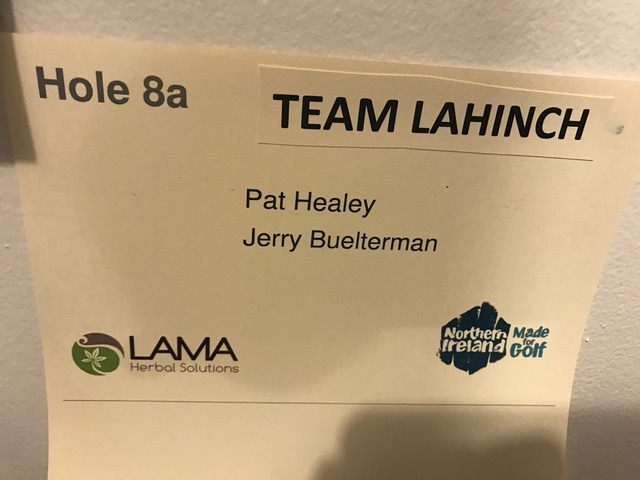 Hole 8a
TEAM LAHINCH
Pat Healey
Jerry Buelterman
LAMA
Herbal Solutions
Northern
Ireland
Made
for
Golf